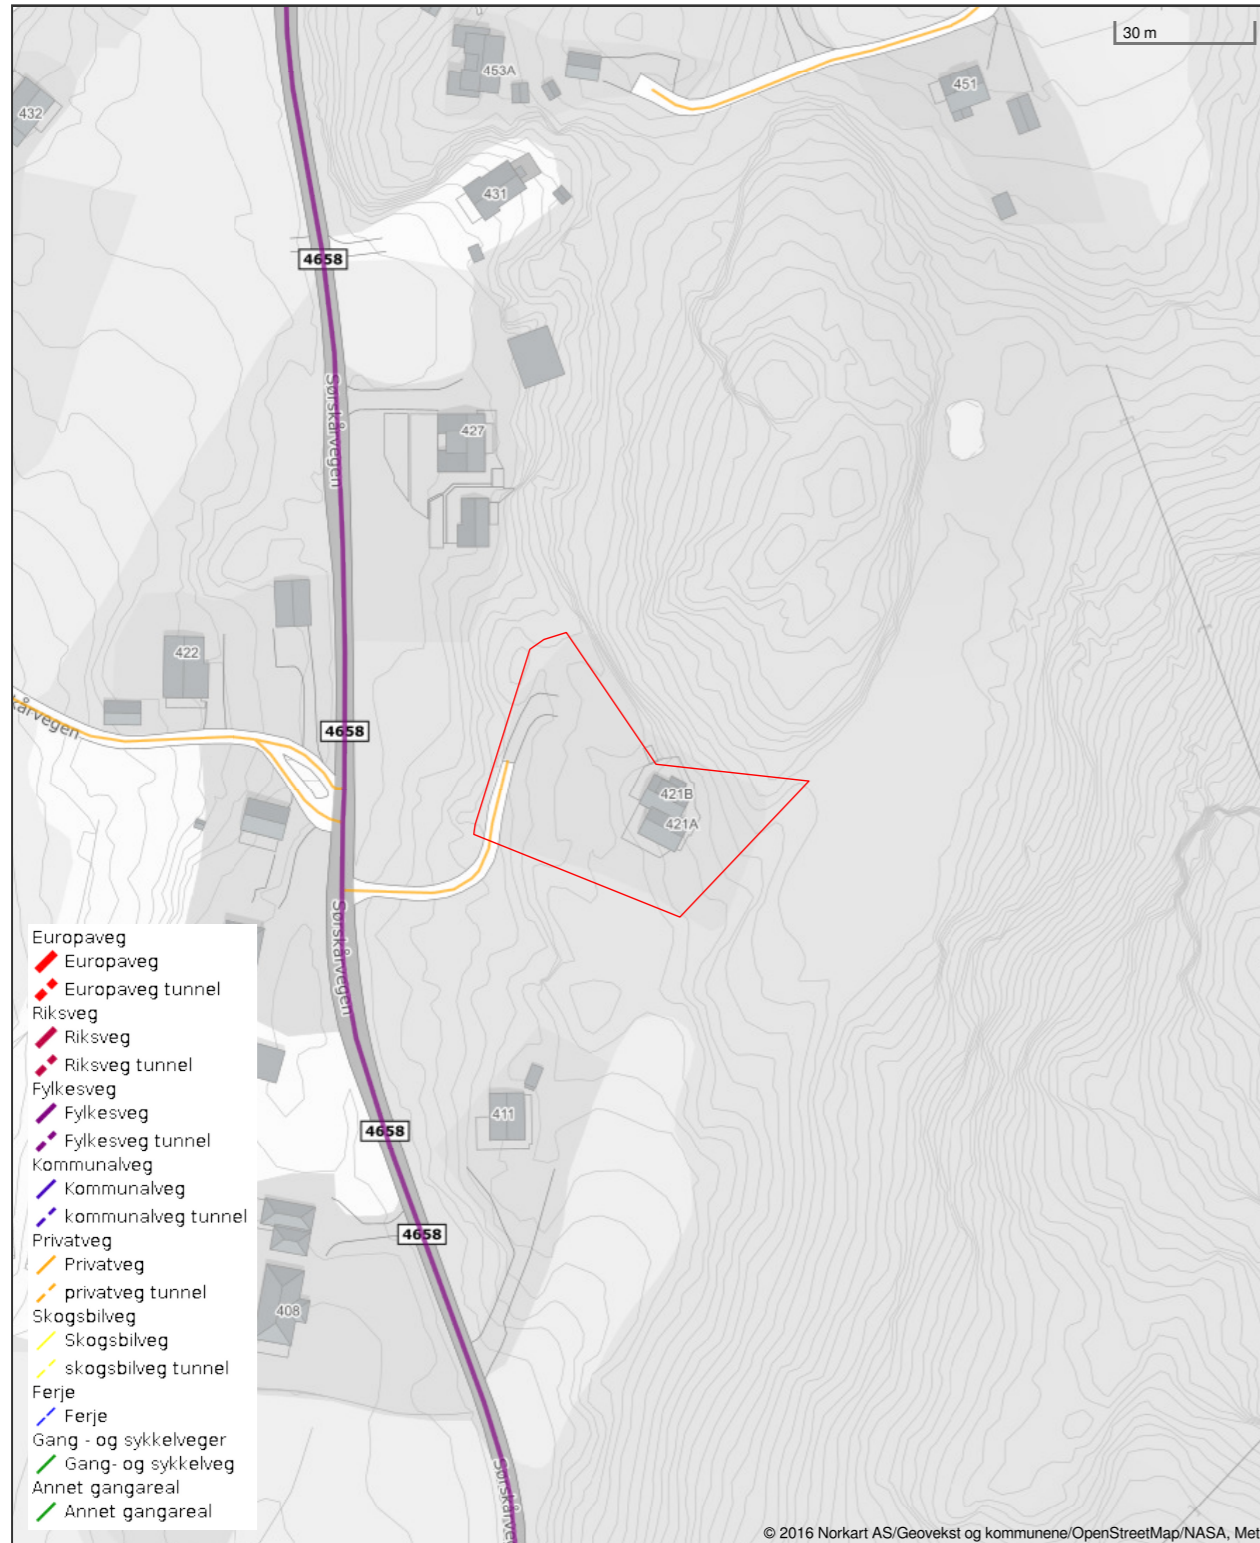 30 m
453A
451
432
431
4658
Sørskårvegen
427
422
kårvegen
4658
421B
421A
Sørskårvegen
411
4658
4658
408
Sørskårve
Europaveg
Europaveg
Europaveg tunnel
Riksveg
Riksveg
Riksveg tunnel
Fylkesveg
Fylkesveg
Fylkesveg tunnel
Kommunalveg
Kommunalveg
kommunalveg tunnel
Privatveg
Privatveg
privatveg tunnel
Skogsbilveg
Skogsbilveg
skogsbilveg tunnel
Ferje
Ferje
Gang - og sykkelveger
Gang- og sykkelveg
Annet gangareal
Annet gangareal
© 2016 Norkart AS/Geovekst og kommunene/OpenStreetMap/NASA, Met